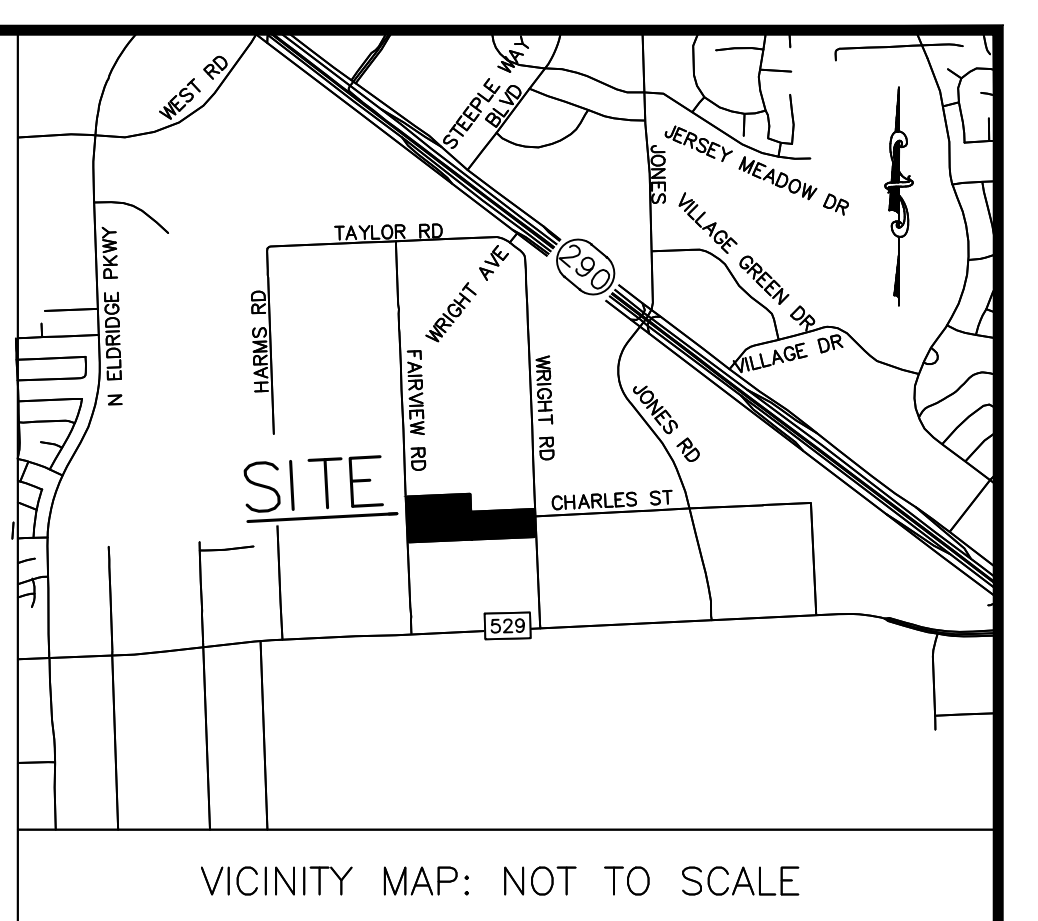 WEST RD
STEEPLE WAY
BLVD
JERSEY MEADOW DR
JONES
VILLAGE GREEN DR
VILLAGE DR
290
TAYLOR RD
WRIGHT AVE
N ELDRIDGE PKWY
HARMS RD
FAIRVIEW RD
WRIGHT RD
JONES RD
SITE
CHARLES ST
529
VICINITY MAP: NOT TO SCALE